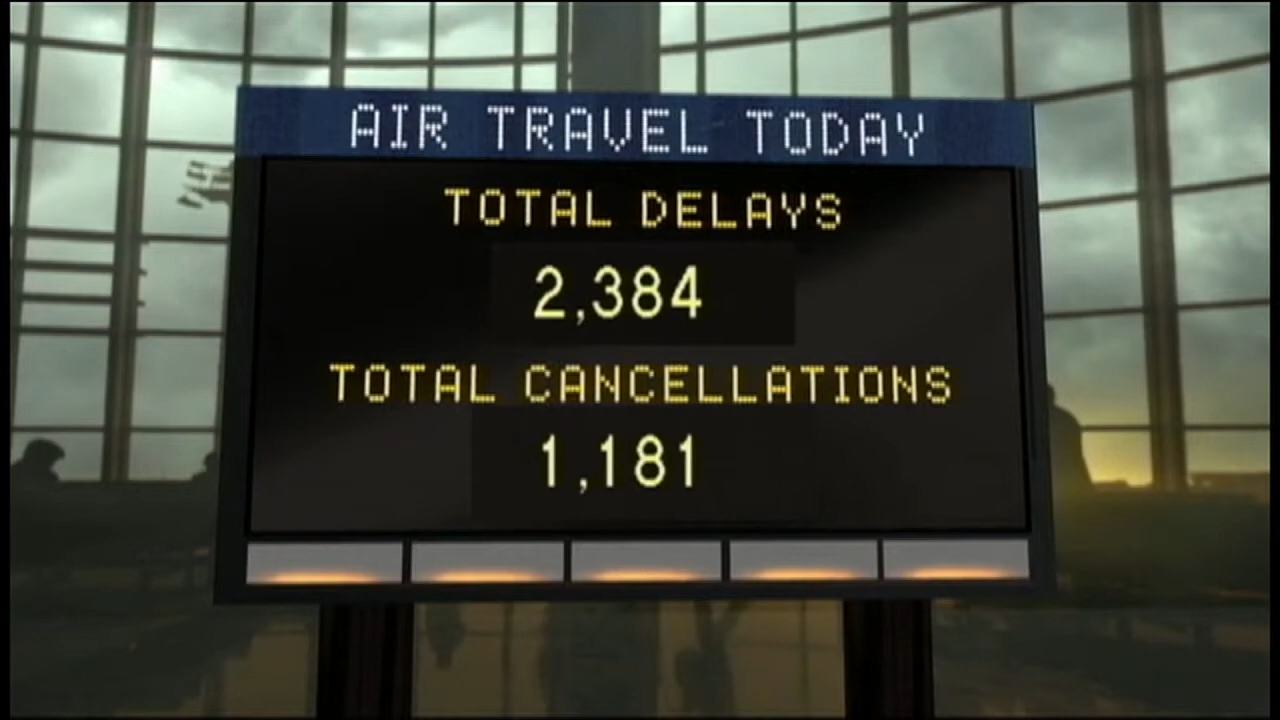 AIR TRAVEL TODAY
TOTAL DELAYS
2,384
TOTAL CANCELLATIONS
1,181